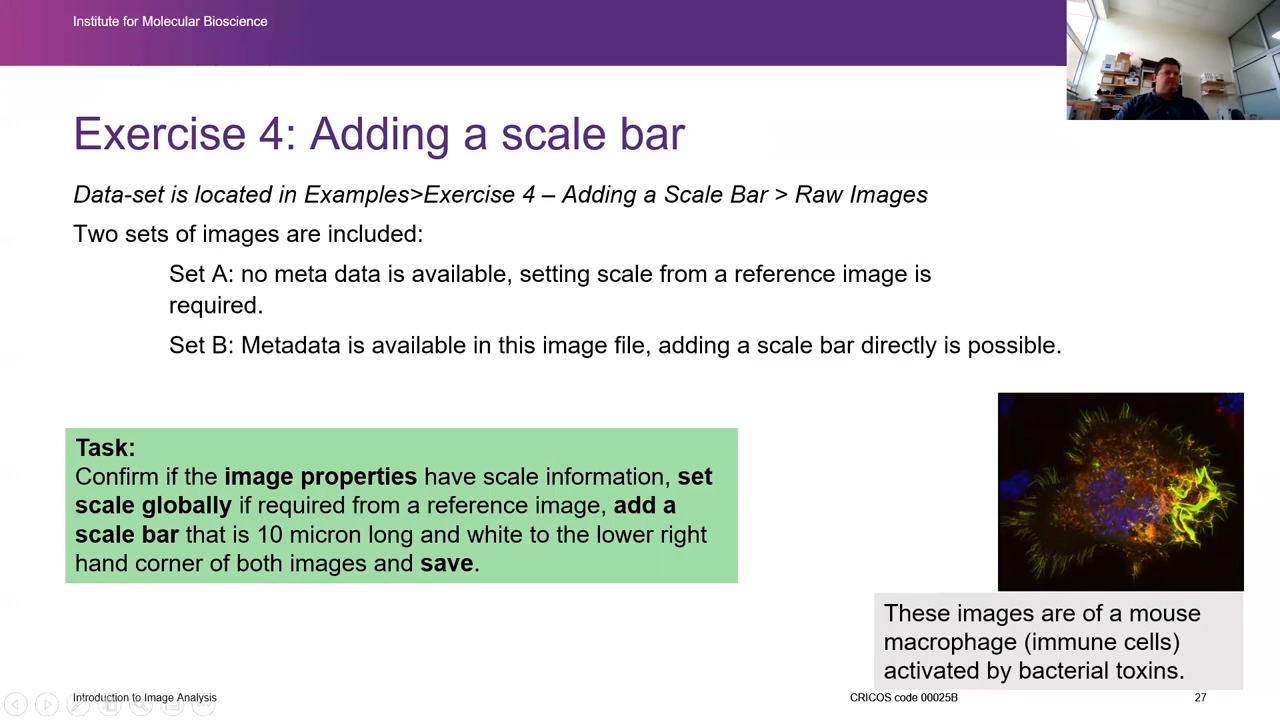 Institute for Molecular Bioscience
Exercise 4: Adding a scale bar
Data-set is located in Examples>Exercise 4 – Adding a Scale Bar > Raw Images
Two sets of images are included:
Set A: no meta data is available, setting scale from a reference image is
required.
Set B: Metadata is available in this image file, adding a scale bar directly is possible.
Task:
Confirm if the image properties have scale information, set
scale globally if required from a reference image, add a
scale bar that is 10 micron long and white to the lower right
hand corner of both images and save.
These images are of a mouse
macrophage (immune cells)
activated by bacterial toxins.
Introduction to Image Analysis
CRICOS code 00025B
27